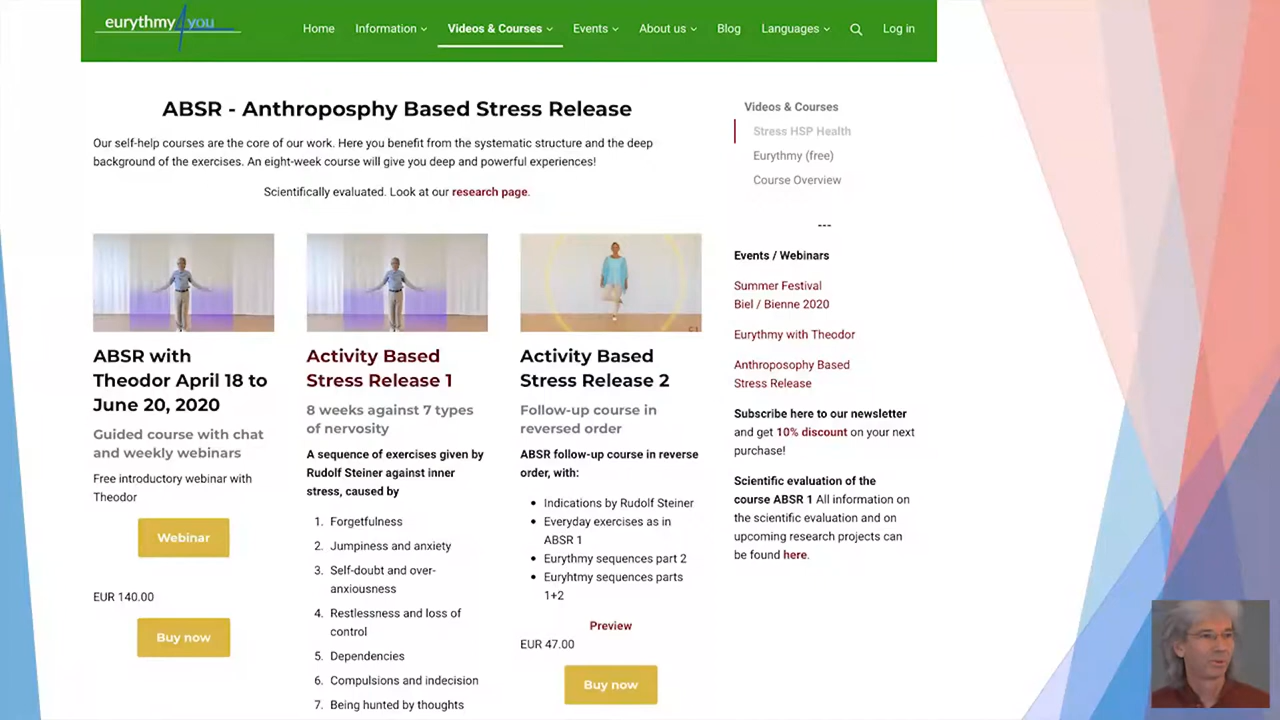 eurythmy4you
Home
Information
Videos & Courses
Events
About us
Blog
Languages
Log in
ABSR - Anthroposphy Based Stress Release
Our self-help courses are the core of our work. Here you benefit from the systematic structure and the deep
background of the exercises. An eight-week course will give you deep and powerful experiences!
Scientifically evaluated. Look at our research page.
ABSR with
Theodor April 18 to
June 20, 2020
Guided course with chat
and weekly webinars
Free introductory webinar with
Theodor
Webinar
EUR 140.00
Buy now
Activity Based
Stress Release 1
8 weeks against 7 types
of nervosity
A sequence of exercises given by
Rudolf Steiner against inner
stress, caused by
1. Forgetfulness
2. Jumpiness and anxiety
3. Self-doubt and over-
anxiousness
4. Restlessness and loss of
control
5. Dependencies
6. Compulsions and indecision
7. Being hunted by thoughts
Activity Based
Stress Release 2
Follow-up course in
reversed order
ABSR follow-up course in reverse
order, with:
• Indications by Rudolf Steiner
• Everyday exercises as in
ABSR 1
• Eurythmy sequences part 2
• Euryhtmy sequences parts
1+2
Preview
EUR 47.00
Buy now
Videos & Courses
Stress HSP Health
Eurythmy (free)
Course Overview
---
Events / Webinars
Summer Festival
Biel / Bienne 2020
Eurythmy with Theodor
Anthroposophy Based
Stress Release
Subscribe here to our newsletter
and get 10% discount on your next
purchase!
Scientific evaluation of the
course ABSR 1 All information on
the scientific evaluation and on
upcoming research projects can
be found here.